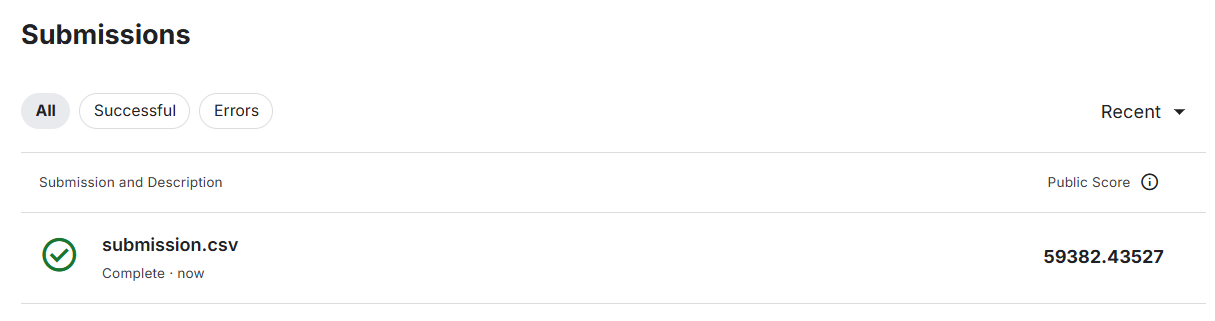 Submissions
All Successful Errors Recent
Submission and Description Public Score
submission.csv
59382.43527
Complete · now